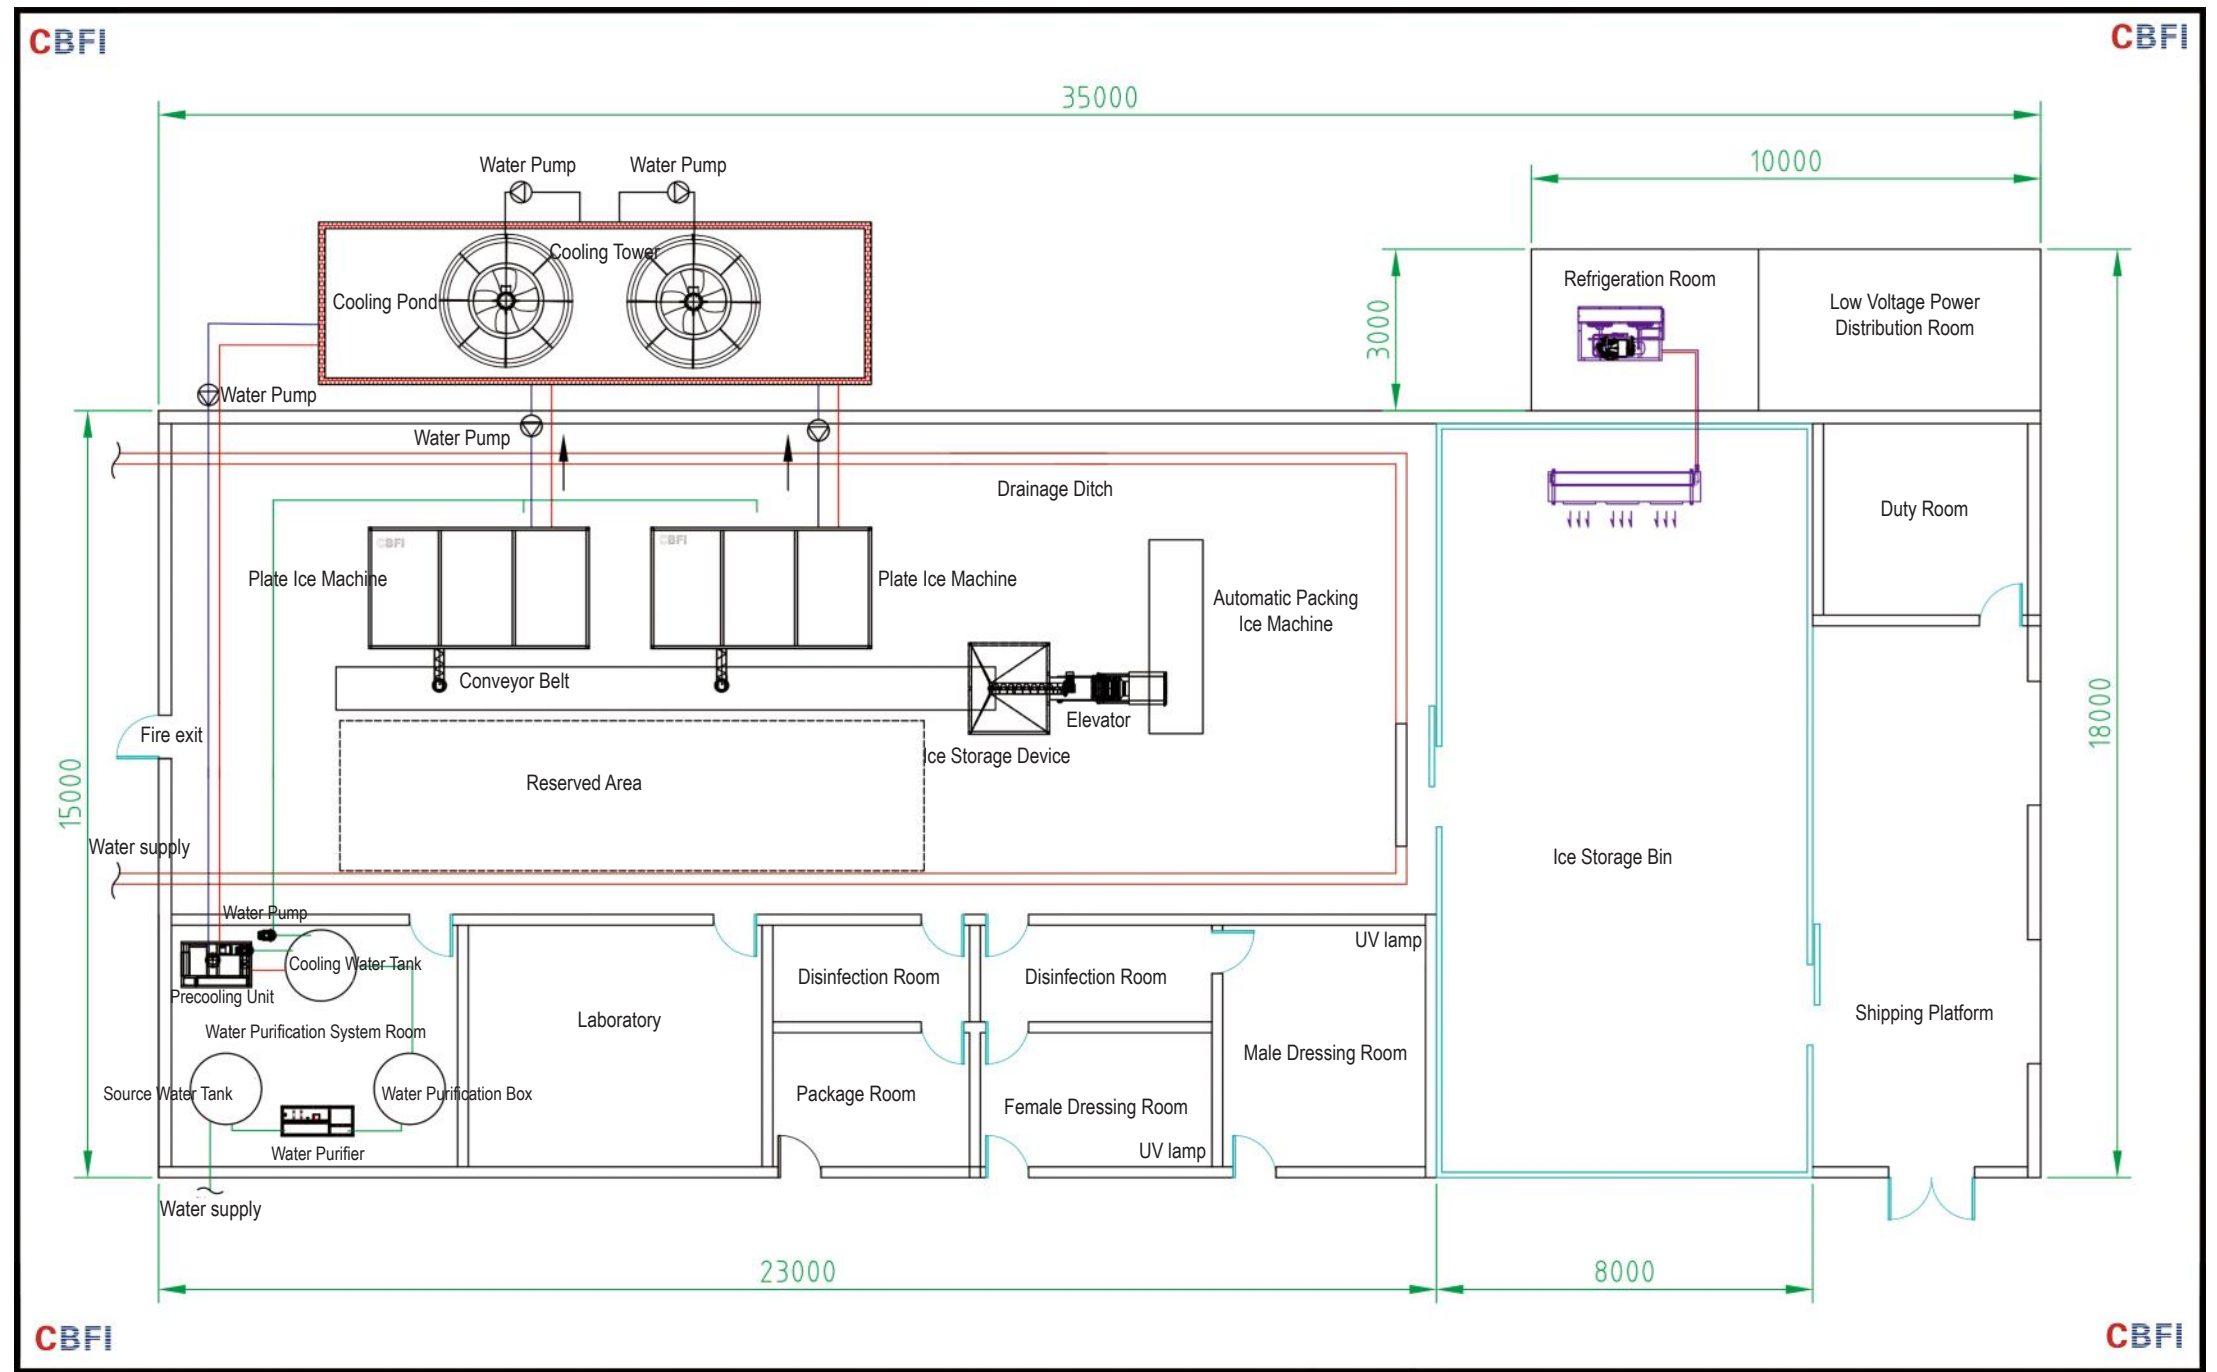 CBFI
CBFI
35000
Water Pump
Water Pump
10000
Cooling Tower
Cooling Pond
Refrigeration Room
Low Voltage Power
Distribution Room
3000
Water Pump
Water Pump
Drainage Ditch
Duty Room
CBFI
CBFI
Plate Ice Machine
Plate Ice Machine
Automatic Packing
Ice Machine
Conveyor Belt
Elevator
18000
Fire exit
Ice Storage Device
Reserved Area
15000
Water supply
Ice Storage Bin
Water Pump
UV lamp
Cooling Water Tank
Precooling Unit
Disinfection Room
Disinfection Room
Water Purification System Room
Laboratory
Shipping Platform
Male Dressing Room
Source Water Tank
Water Purification Box
Package Room
Female Dressing Room
Water Purifier
UV lamp
Water supply
23000
8000
CBFI
CBFI